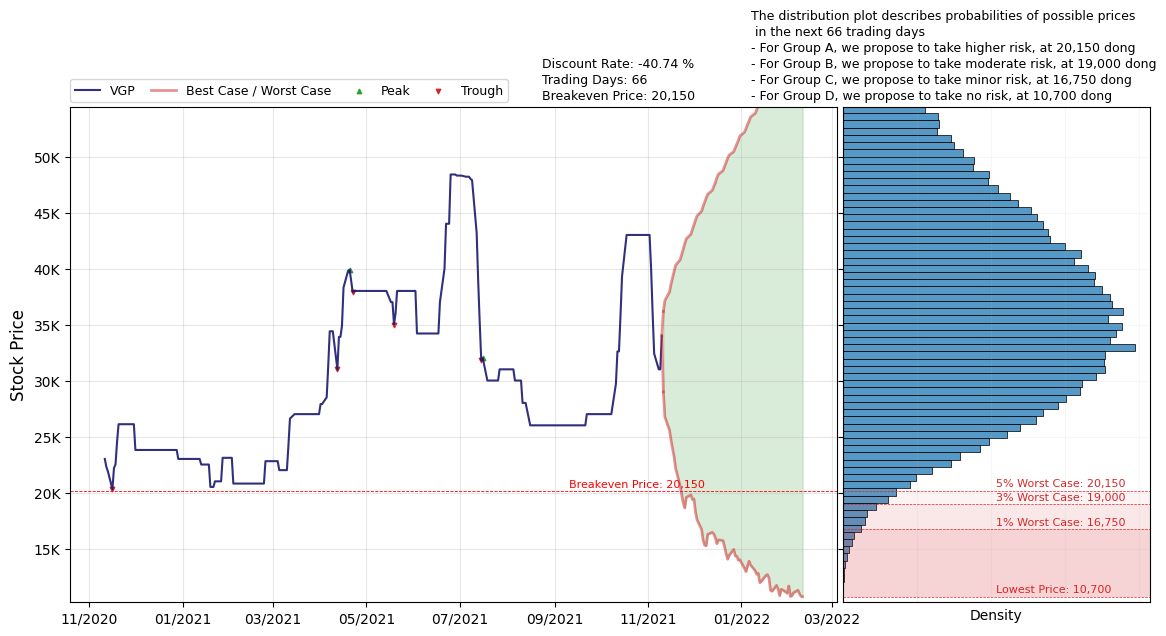 The distribution plot describes probabilities of possible prices
in the next 66 trading days
- For Group A, we propose to take higher risk, at 20,150 dong
- For Group B, we propose to take moderate risk, at 19,000 dong
- For Group C, we propose to take minor risk, at 16,750 dong
- For Group D, we propose to take no risk, at 10,700 dong
Discount Rate: -40.74 %
Trading Days: 66
Breakeven Price: 20,150
VGP Best Case / Worst Case Peak Trough
Stock Price
50K
45K
40K
35K
30K
25K
20K
15K
Breakeven Price: 20,150
5% Worst Case: 20,150
3% Worst Case: 19,000
1% Worst Case: 16,750
Lowest Price: 10,700
11/2020 01/2021 03/2021 05/2021 07/2021 09/2021 11/2021 01/2022 03/2022
Density